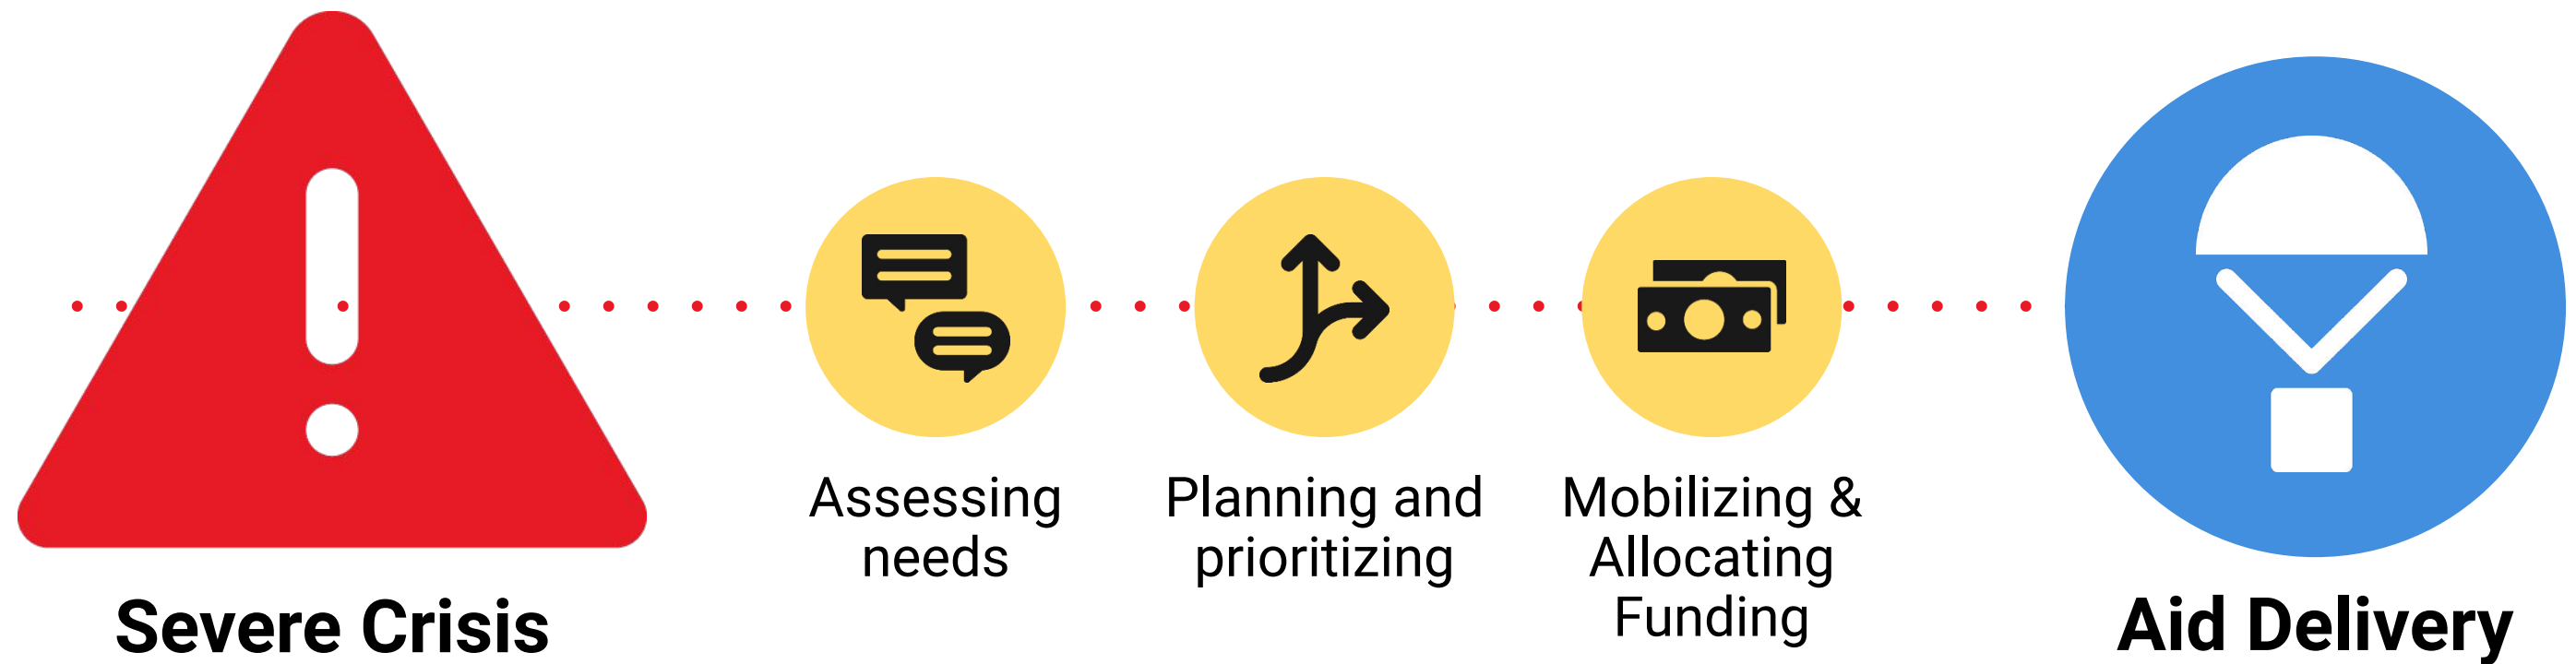 Severe Crisis
Assessing
needs
Planning and
prioritizing
Mobilizing &
Allocating
Funding
Aid Delivery